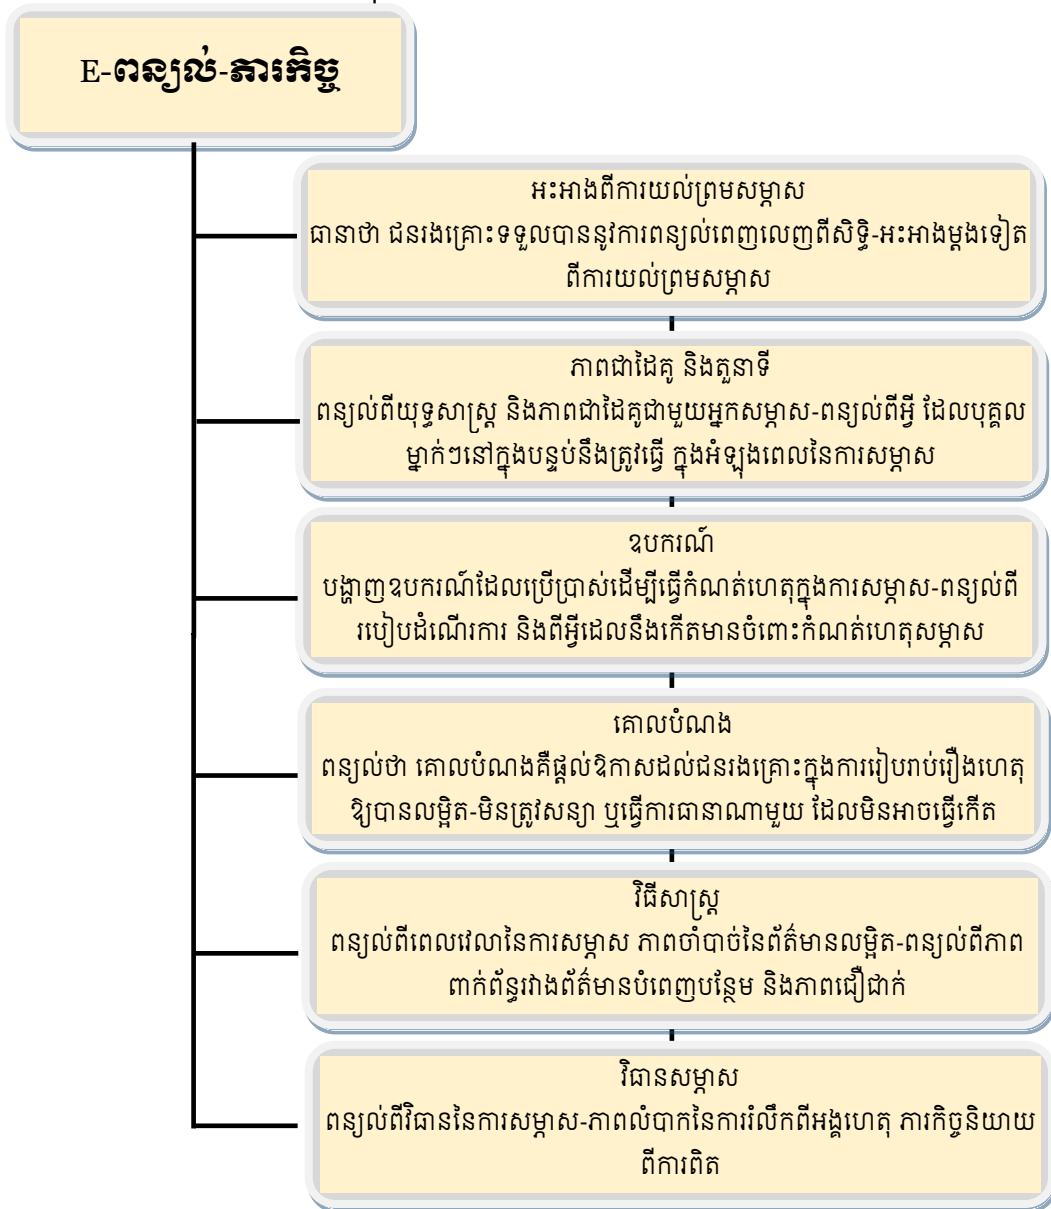 E-ពន្យល់-ភារកិច្ច
អះអាងពីការយល់ព្រមសម្ភាស
ធានាថា ជនរងគ្រោះទទួលបាននូវការពន្យល់ពេញលេញពីសិទ្ធិ-អះអាងម្តងទៀត
ពីការយល់ព្រមសម្ភាស
ភាពជាដៃគូ និងតួនាទី
ពន្យល់ពីយុទ្ធសាស្ត្រ និងភាពជាដៃគូជាមួយអ្នកសម្ភាស-ពន្យល់ពីអ្វី ដែលបុគ្គល
ម្នាក់ៗនៅក្នុងបន្ទប់នឹងត្រូវធ្វើ ក្នុងអំឡុងពេលនៃការសម្ភាស
ឧបករណ៍
បង្ហាញឧបករណ៍ដែលប្រើប្រាស់ដើម្បីធ្វើកំណត់ហេតុក្នុងការសម្ភាស-ពន្យល់ពី
របៀបដំណើរការ និងពីអ្វីដេលនឹងកើតមានចំពោះកំណត់ហេតុសម្ភាស
គោលបំណង
ពន្យល់ថា គោលបំណងគឺផ្តល់ឱកាសដល់ជនរងគ្រោះក្នុងការរៀបរាប់រឿងហេតុ
ឱ្យបានលម្អិត-មិនត្រូវសន្យា ឬធ្វើការធានាណាមួយ ដែលមិនអាចធ្វើកើត
វិធីសាស្ត្រ
ពន្យល់ពីពេលវេលានៃការសម្ភាស ភាពចាំបាច់នៃព័ត៌មានលម្អិត-ពន្យល់ពីភាព
ពាក់ព័ន្ធរវាងព័ត៌មានបំពេញបន្ថែម និងភាពជឿជាក់
វិធានសម្ភាស
ពន្យល់ពីវិធាននៃការសម្ភាស-ភាពលំបាកនៃការរំលឹកពីអង្គហេតុ ភារកិច្ចនិយាយ
ពីការពិត